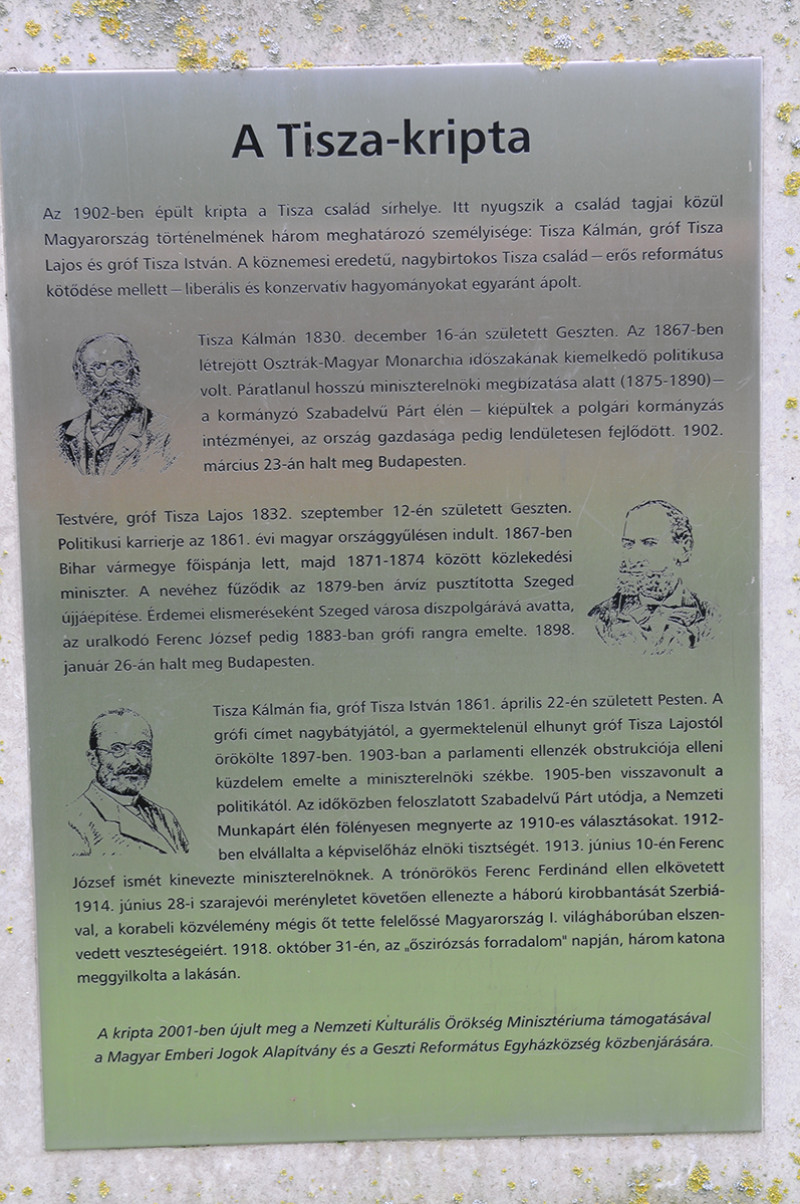 A Tisza-kripta
Az 1902-ben épült kripta a Tisza család sírhelye. Itt nyugszik a család tagjai közül
Magyarország történelmének három meghatározó személyisége: Tisza Kálmán, gróf Tisza
Lajos és gróf Tisza István. A köznemesi eredetű, nagybirtokos Tisza család – erős református
kötődése mellett – liberális és konzervatív hagyományokat egyaránt ápolt.
Tisza Kálmán 1830. december 16-án született Geszten. Az 1867-ben
létrejött Osztrák-Magyar Monarchia időszakának kiemelkedő politikusa
volt. Páratlanul hosszú miniszterelnöki megbízatása alatt (1875-1890) –
a kormányzó Szabadelvű Párt élén – kiépültek a polgári kormányzás
intézményei, az ország gazdasága pedig lendületesen fejlődött. 1902.
március 23-án halt meg Budapesten.
Testvére, gróf Tisza Lajos 1832. szeptember 12-én született Geszten.
Politikusi karrierje az 1861. évi magyar országgyűlésen indult. 1867-ben
Bihar vármegye főispánja lett, majd 1871-1874 között közlekedési
miniszter. A nevéhez fűződik az 1879-ben árvíz pusztította Szeged
újjáépítése. Érdemei elismeréseként Szeged városa díszpolgárává avatta,
az uralkodó Ferenc József pedig 1883-ban grófi rangra emelte. 1898.
január 26-án halt meg Budapesten.
Tisza Kálmán fia, gróf Tisza István 1861. április 22-én született Pesten. A
grófi címet nagybátyjától, a gyermektelenül elhunyt gróf Tisza Lajostól
örökölte 1897-ben. 1903-ban a parlamenti ellenzék obstrukciója elleni
küzdelem emelte a miniszterelnöki székbe. 1905-ben visszavonult a
politikától. Az időközben feloszlatott Szabadelvű Párt utódja, a Nemzeti
Munkapárt élén fölényesen megnyerte az 1910-es választásokat. 1912-
ben elvállalta a képviselőház elnöki tisztségét. 1913. június 10-én Ferenc
József ismét kinevezte miniszterelnöknek. A trónörökös Ferenc Ferdinánd ellen elkövetett
1914. június 28-i szarajevói merényletet követően ellenezte a háború kirobbantását Szerbiá-
val, a korabeli közvélemény mégis őt tette felelőssé Magyarország I. világháborúban elszen-
vedett veszteségeiért. 1918. október 31-én, az „őszirózsás forradalom" napján, három katona
meggyilkolta a lakásán.
A kripta 2001-ben újult meg a Nemzeti Kulturális Örökség Minisztériuma támogatásával
a Magyar Emberi Jogok Alapítvány és a Geszti Református Egyházközség közbenjárására.